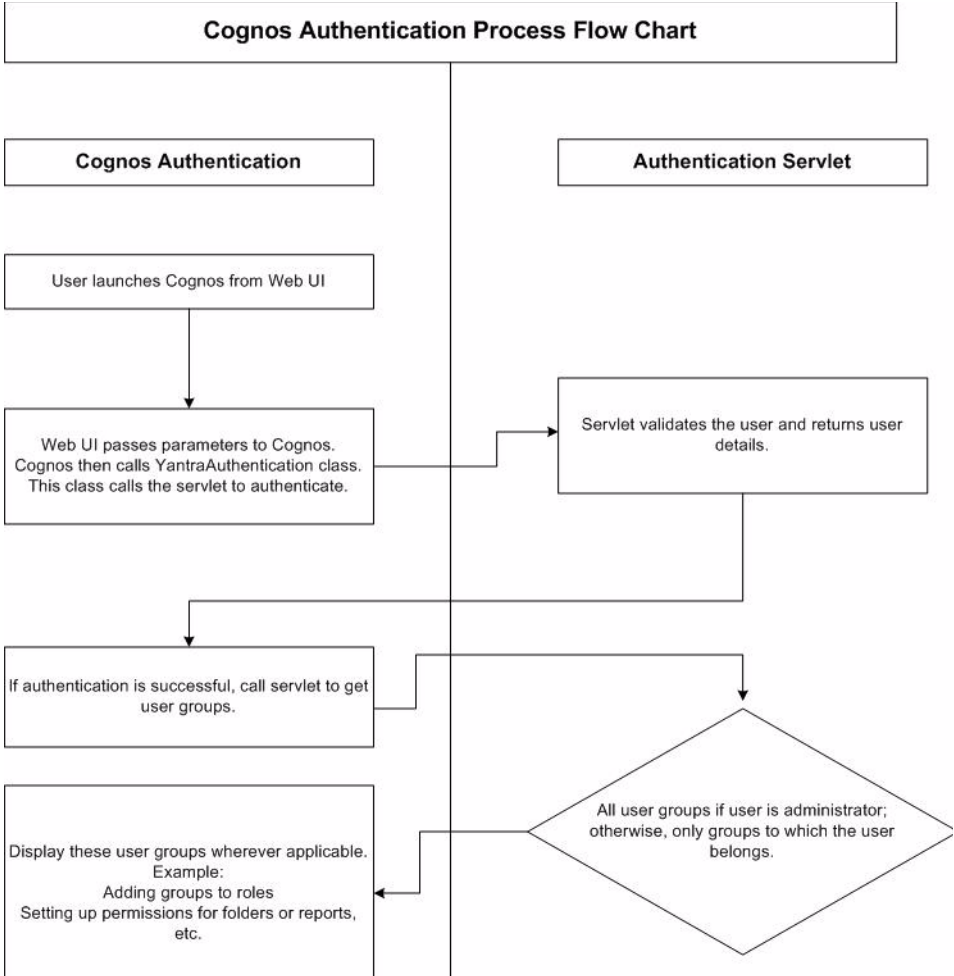 Cognos Authentication Process Flow Chart
Cognos Authentication
Authentication Servlet
User launches Cognos from Web UI
Web UI passes parameters to Cognos.
Cognos then calls YantraAuthentication class.
This class calls the servlet to authenticate.
Servlet validates the user and returns user
details.
If authentication is successful, call servlet to get
user groups.
All user groups if user is administrator;
otherwise, only groups to which the user
belongs.
Display these user groups wherever applicable.
Example:
Adding groups to roles
Setting up permissions for folders or reports,
etc.